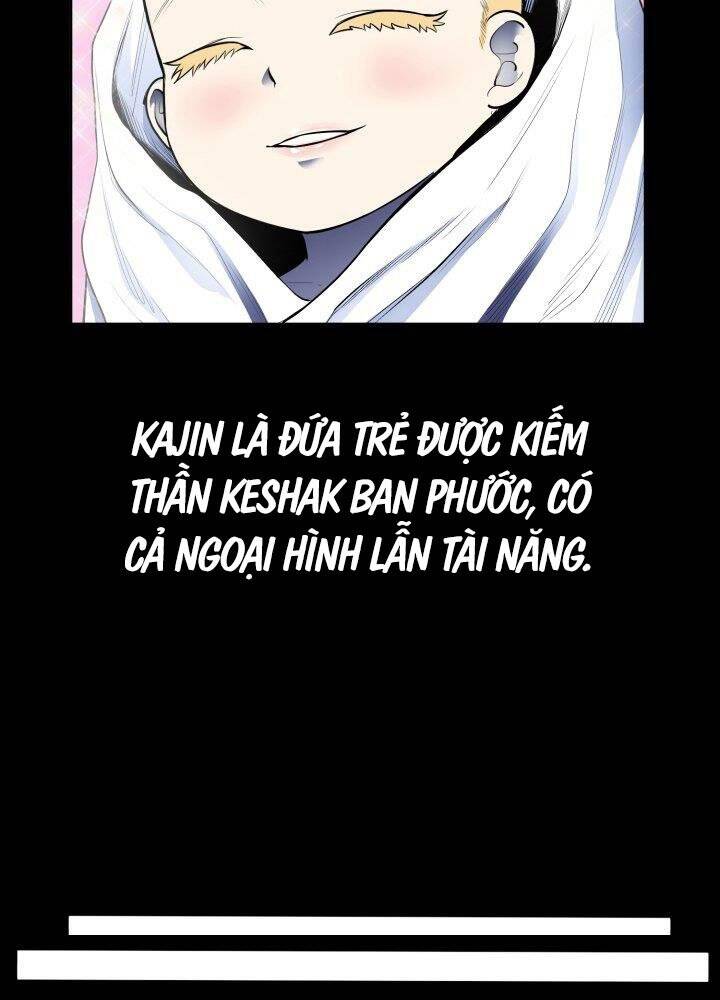 KAJIN LÀ ĐỨA TRẺ ĐƯỢC KIẾM
THẦN KESHAK BAN PHƯỚC, CÓ
CẢ NGOẠI HÌNH LẪN TÀI NĂNG.